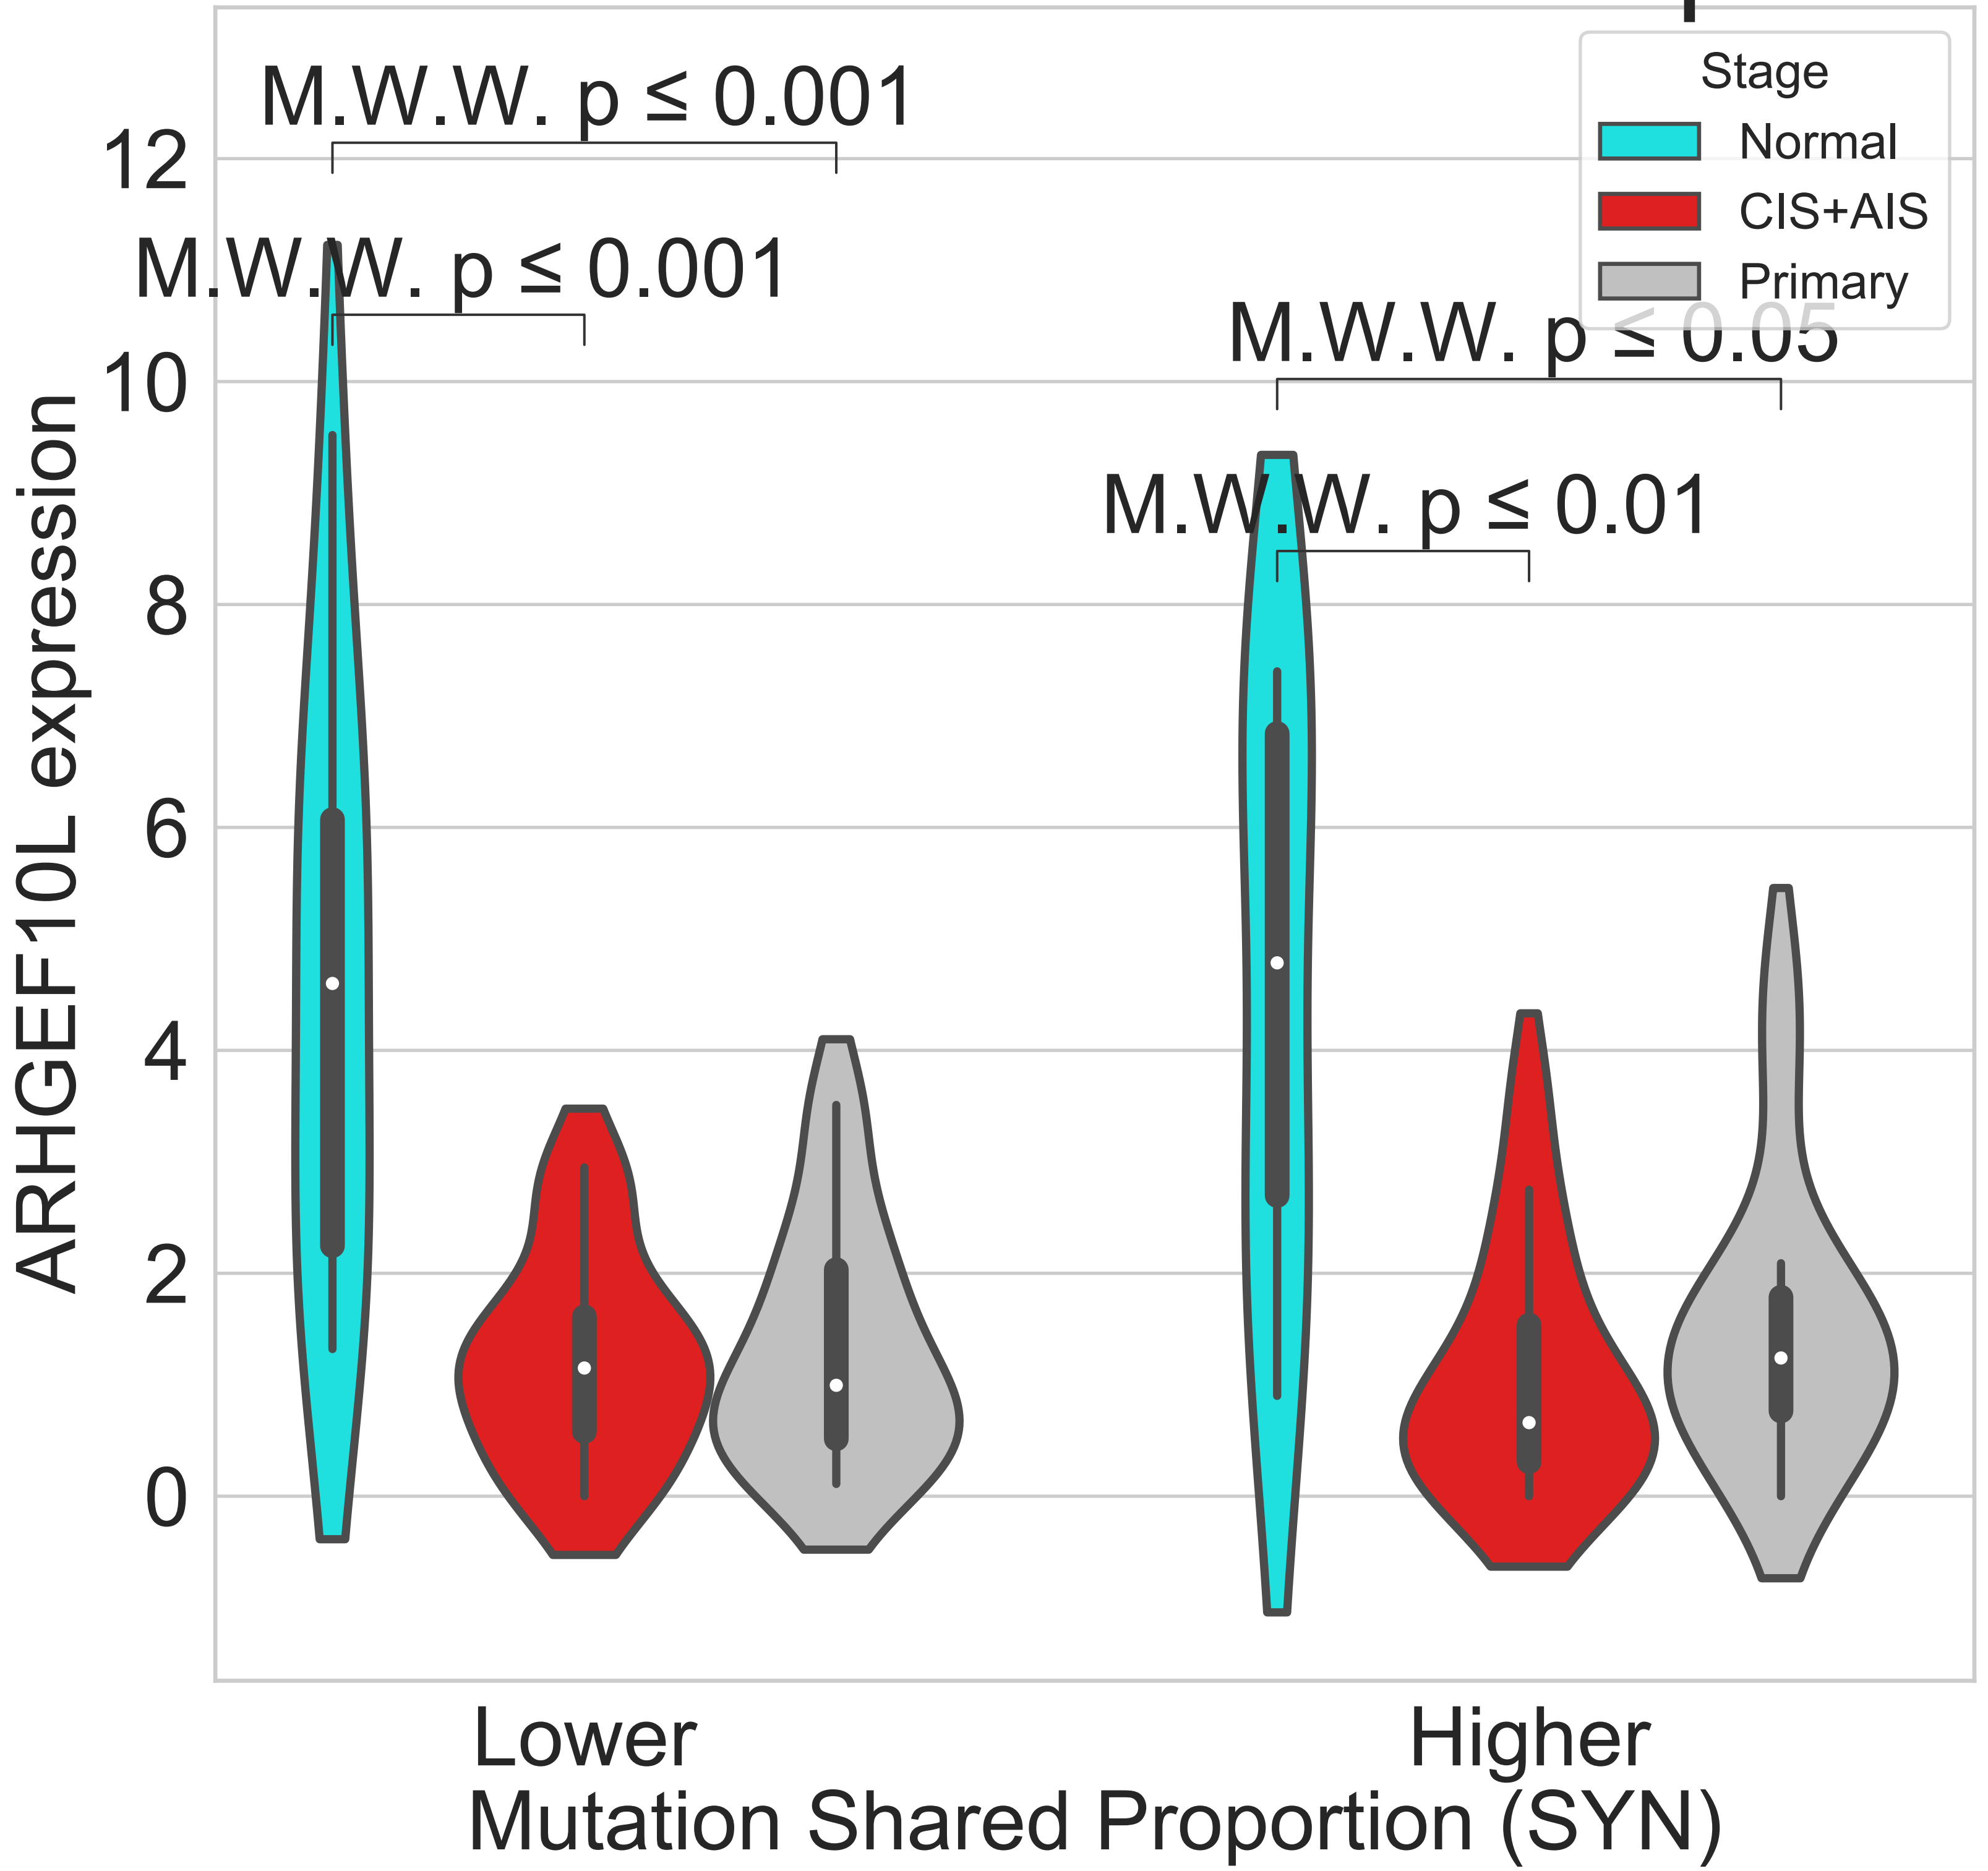 M.W.W. p ≤ 0.001
M.W.W. p ≤ 0.001
M.W.W. p ≤ 0.05
M.W.W. p ≤ 0.01
Stage
Normal
CIS+AIS
Primary
12
10
8
6
4
2
0
ARHGEF10L expression
Lower
Higher
Mutation Shared Proportion (SYN)